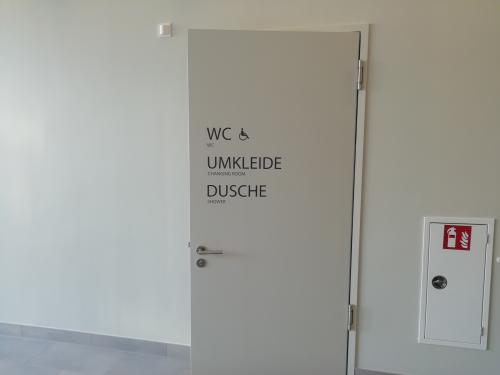 WC
WC
UMKLEIDE
CHANGING ROOM
DUSCHE
SHOWER